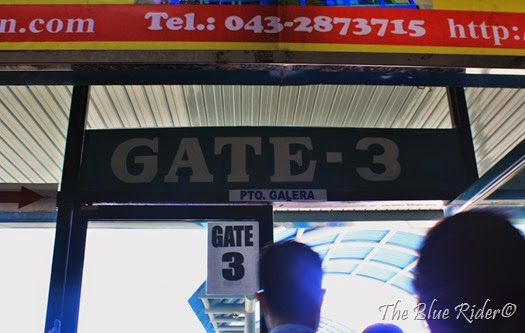 n.com Tel.: 043-2873715 http:/
GATE-3
PTO. GALERA
GATE
3
The Blue Rider©